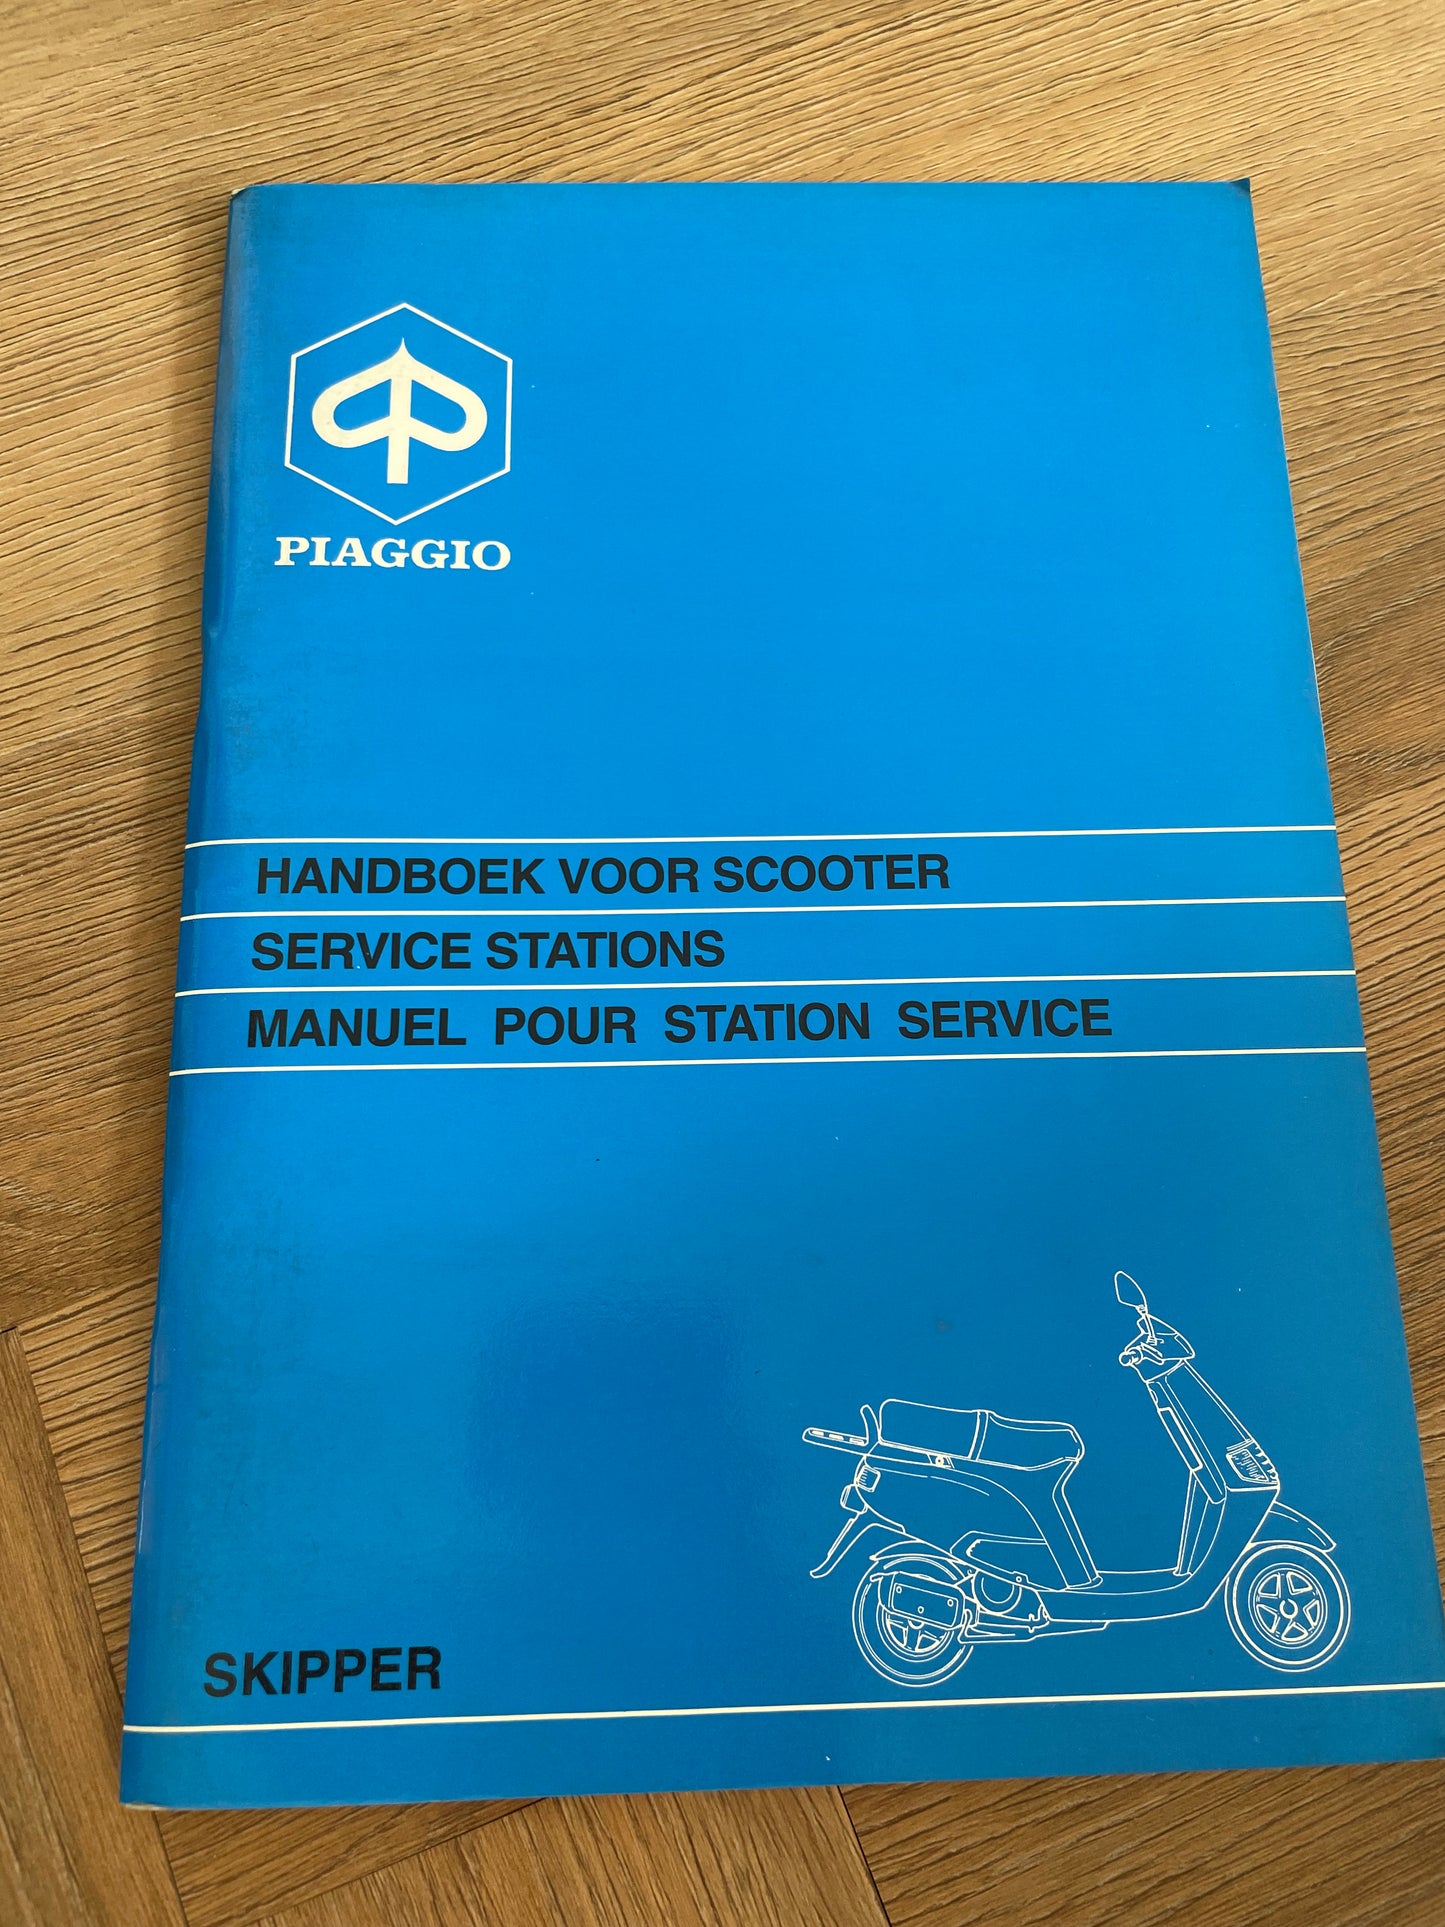 PIAGGIO
HANDBOEK VOOR SCOOTER
SERVICE STATIONS
MANUEL POUR STATION SERVICE
SKIPPER